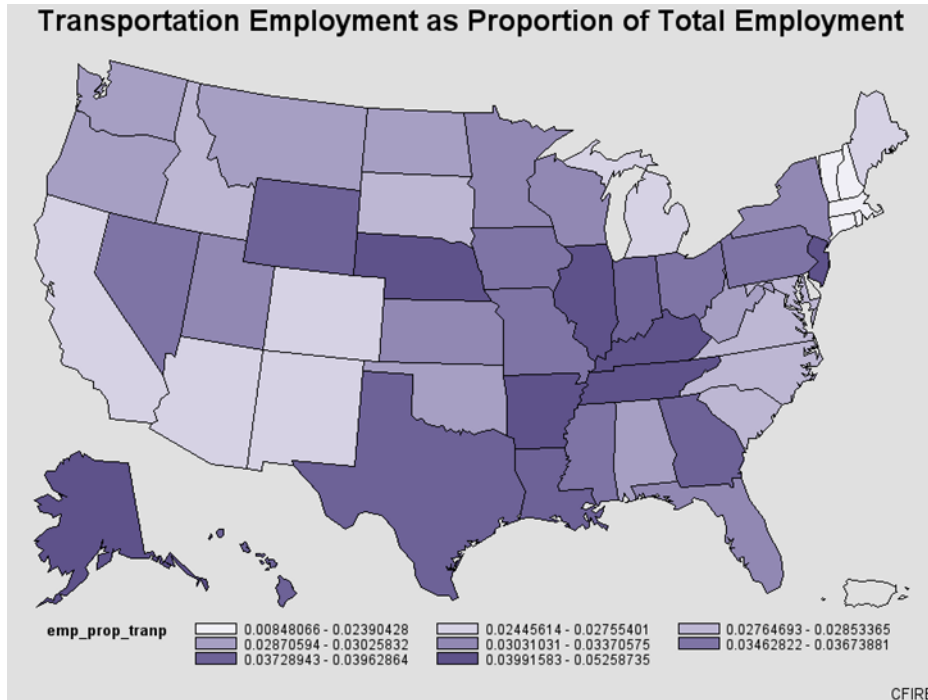 Transportation Employment as Proportion of Total Employment
emp_prop_tranp 0.00848066 - 0.02390428 0.02445614 - 0.02755401 0.02764693 - 0.02853365
0.02870594 - 0.03025832 0.03031031 - 0.03370575 0.03462822 - 0.03673881
0.03728943 - 0.03962864 0.03991583 - 0.05258735
CFIRE